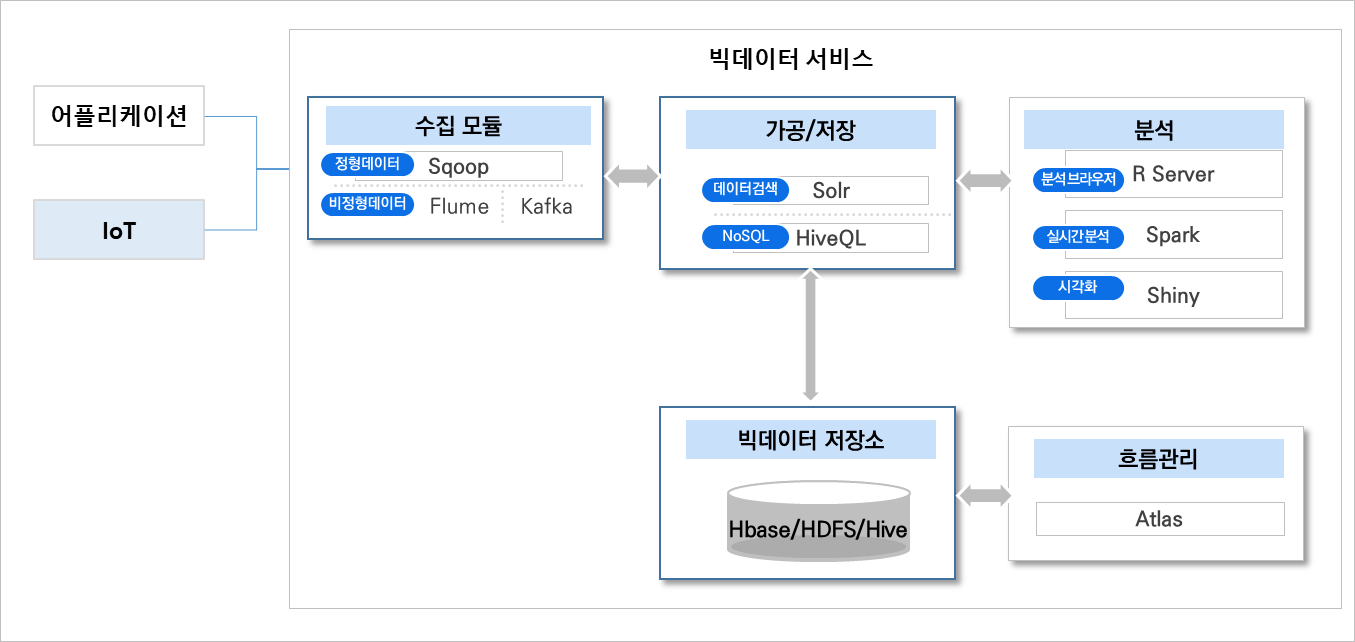 빅데이터 서비스
어플리케이션
IoT
수집 모듈
정형데이터 Sqoop
비정형데이터 Flume Kafka
가공/저장
데이터검색 Solr
NoSQL HiveQL
분석
분석브라우저 R Server
실시간분석 Spark
시각화 Shiny
빅데이터 저장소
Hbase/HDFS/Hive
흐름관리
Atlas